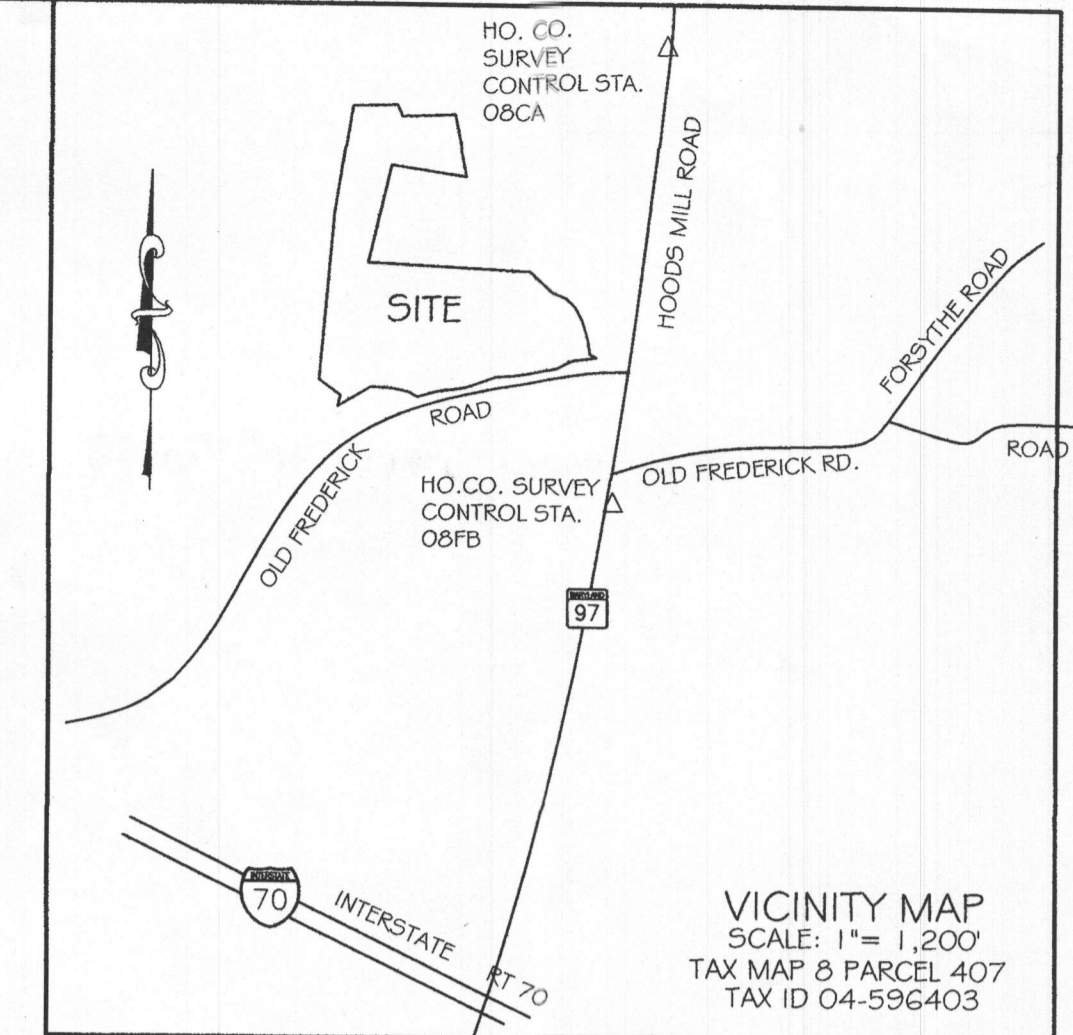 HO. CO.
SURVEY
CONTROL STA.
08CA
HOODS MILL ROAD
FORSYTHE ROAD
SITE
ROAD
OLD FREDERICK
OLD FREDERICK RD.
ROAD
HO.CO. SURVEY
CONTROL STA.
08FB
MARYLAND
97
INTERSTATE
70
INTERSTATE RT 70
VICINITY MAP
SCALE: 1"= 1,200'
TAX MAP 8 PARCEL 407
TAX ID 04-596403